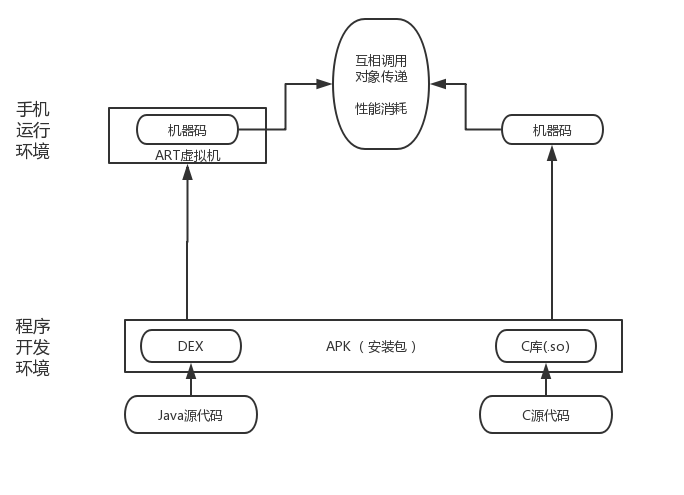 互相调用
对象传递
性能消耗
手机
运行
环境
机器码
ART虚拟机
机器码
程序
开发
环境
DEX
APK（安装包）
C库(.so)
Java源代码
C源代码